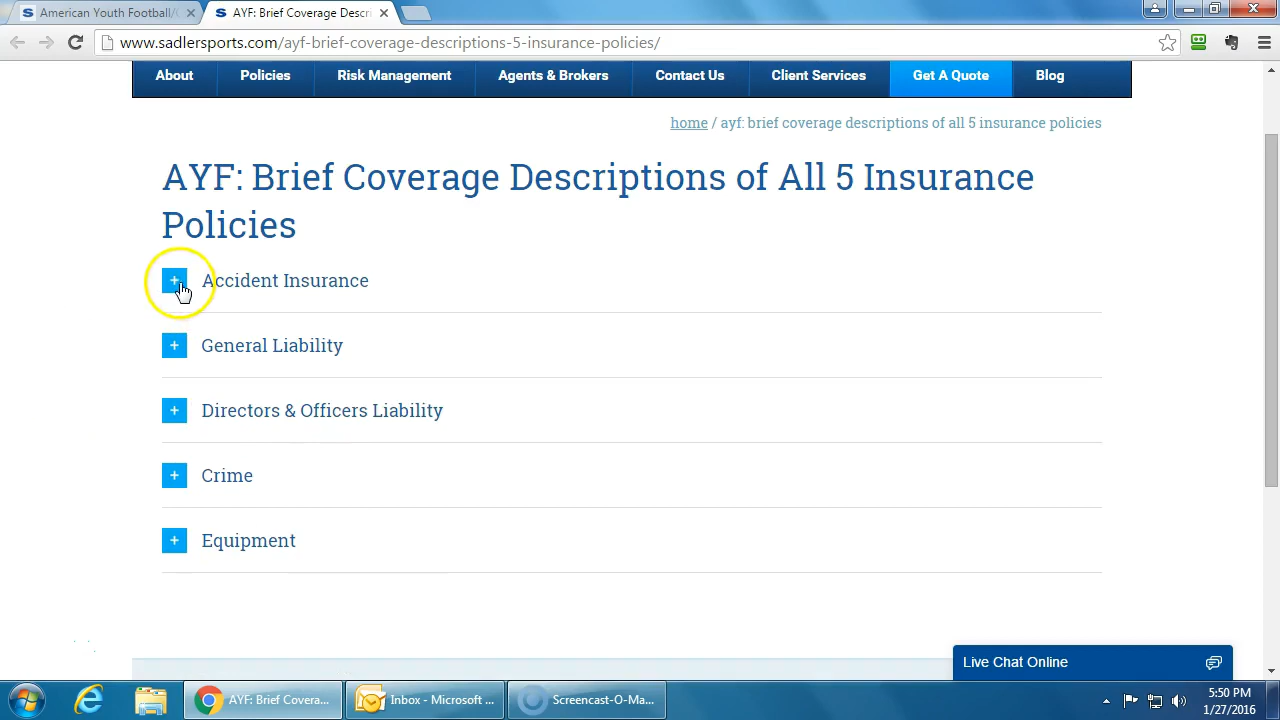 American Youth Football/
AYF: Brief Coverage Descri
www.sadlersports.com/ayf-brief-coverage-descriptions-5-insurance-policies/
About Policies Risk Management Agents & Brokers Contact Us Client Services Get A Quote Blog
home / ayf: brief coverage descriptions of all 5 insurance policies
AYF: Brief Coverage Descriptions of All 5 Insurance
Policies
+ Accident Insurance
+ General Liability
+ Directors & Officers Liability
+ Crime
+ Equipment
Live Chat Online
AYF: Brief Covera... Inbox - Microsoft ... Screencast-O-Ma...
5:50 PM
1/27/2016